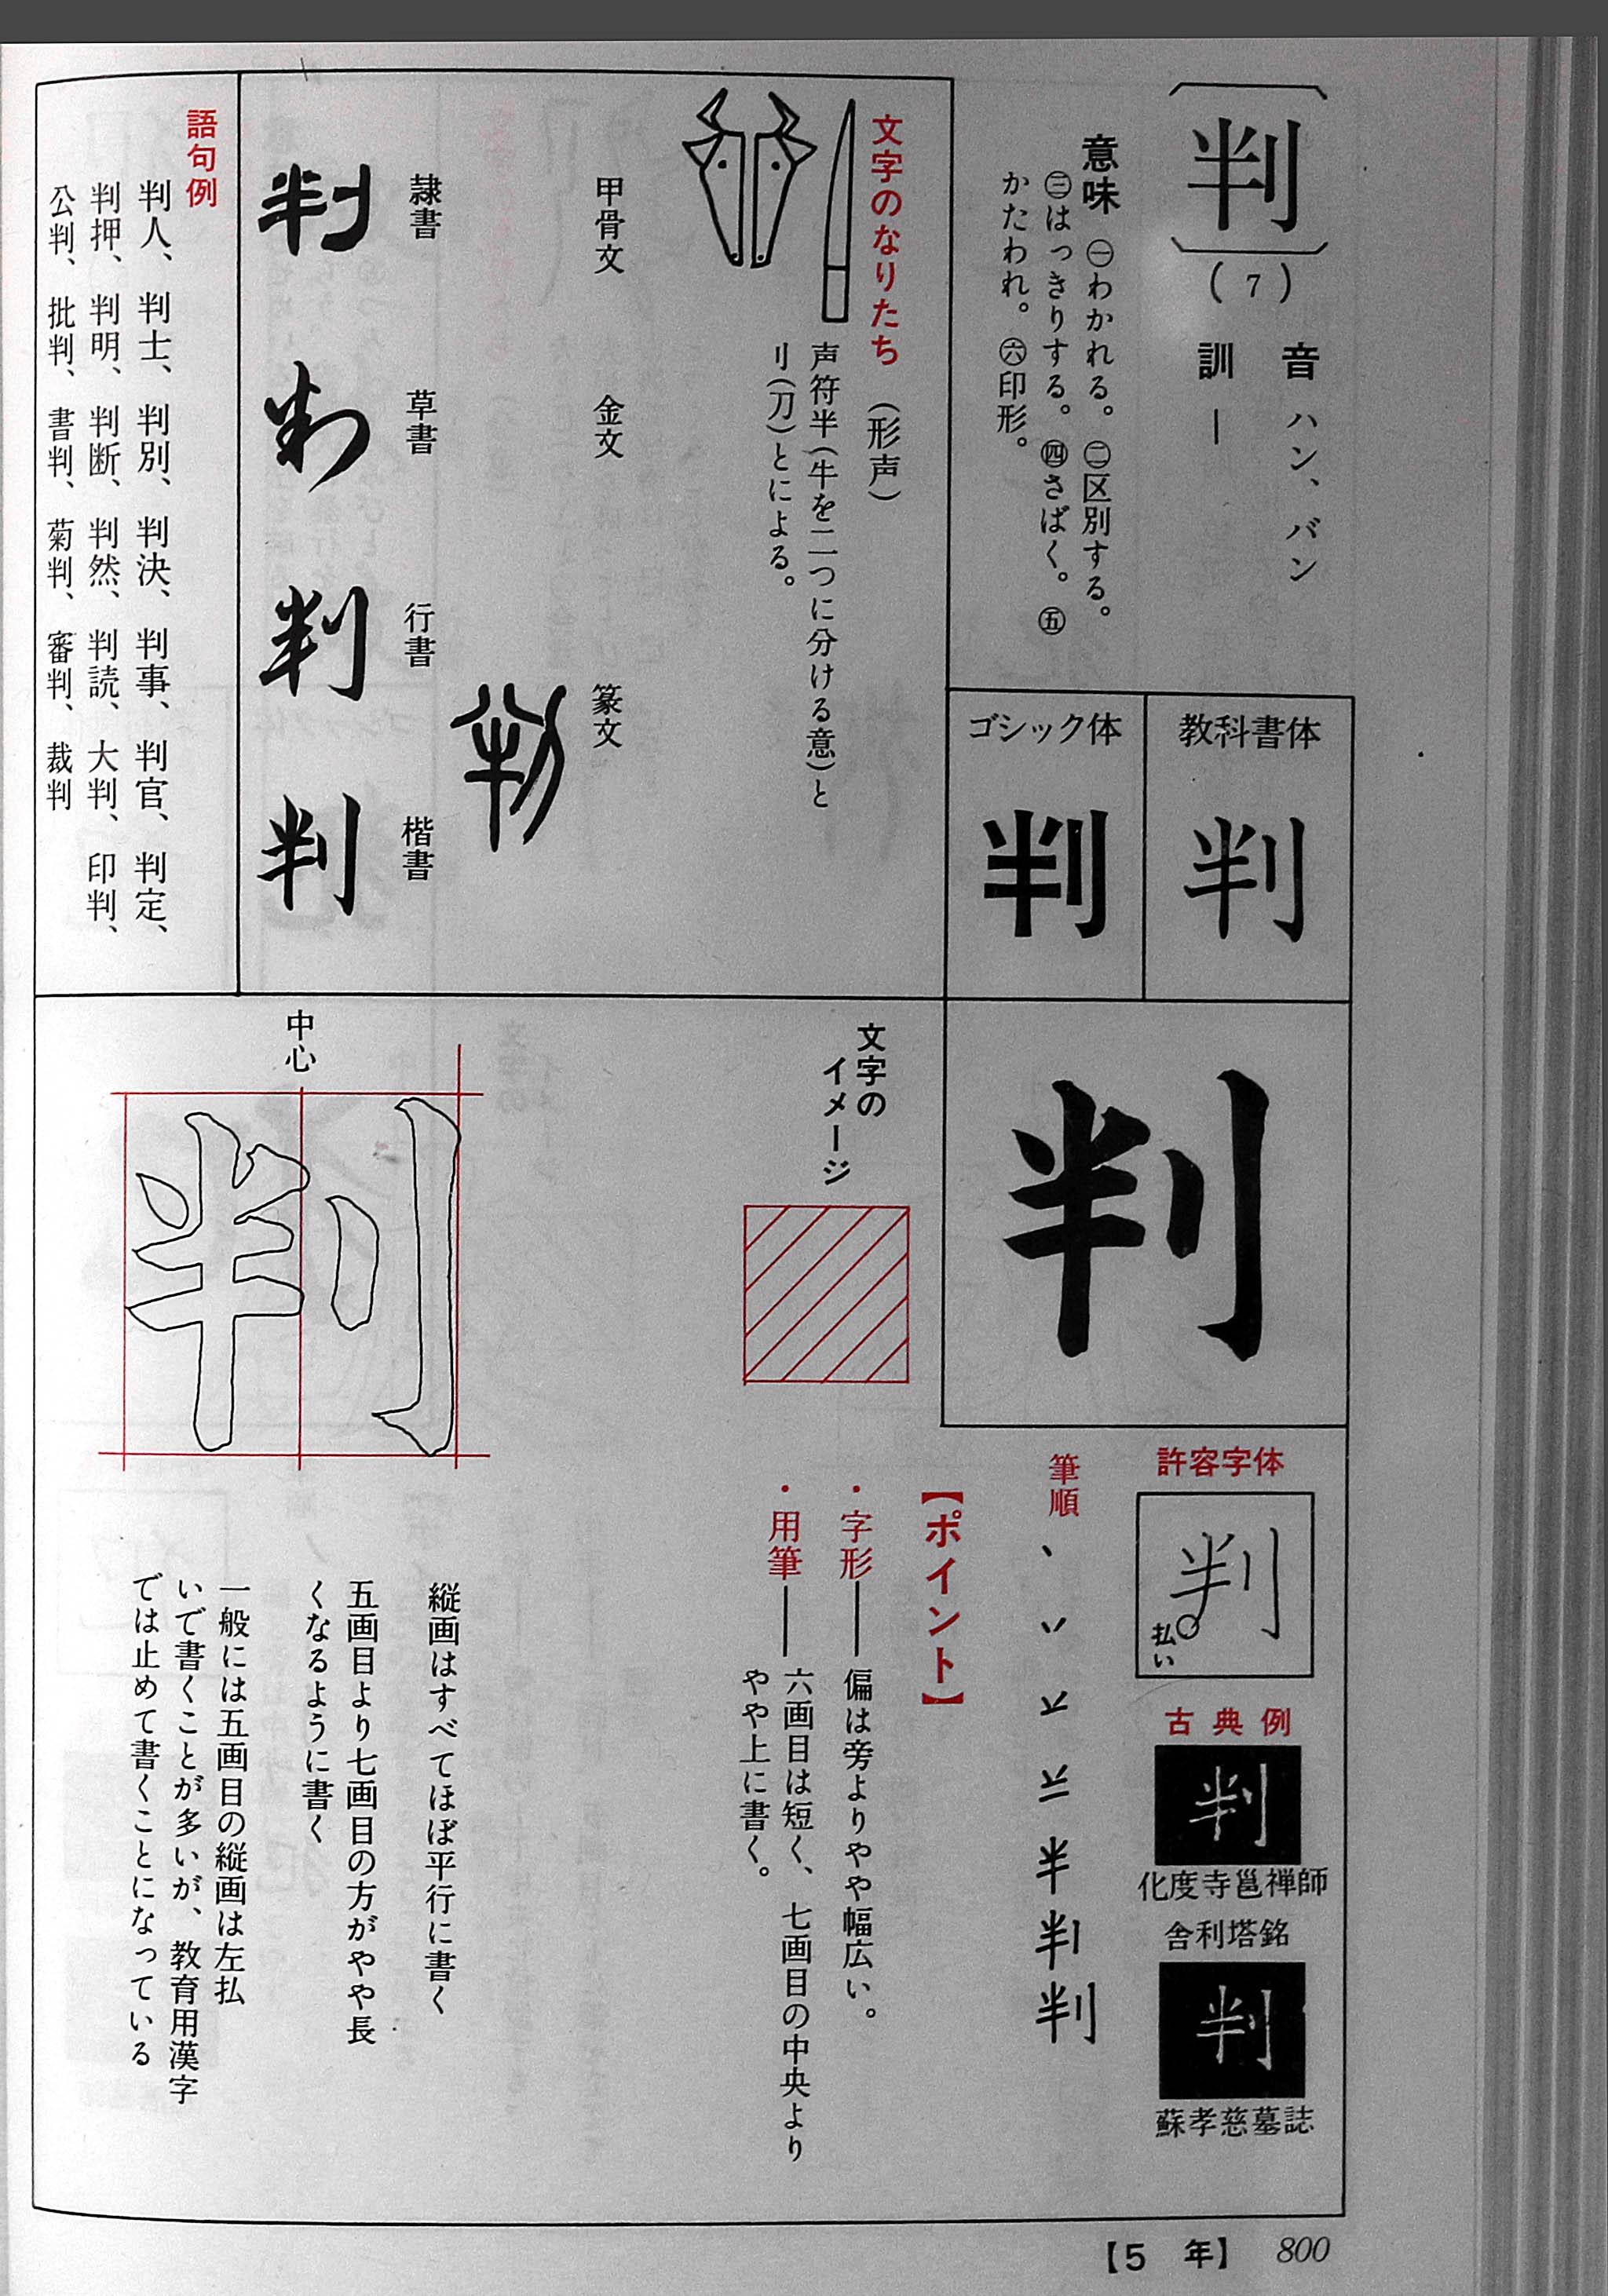 判
(7)
音 ハン、バン
訓 —
意味 ㊀わかれる。㊁区別する。
㊂はっきりする。㊃さばく。㊄
かたわれ。㊅印形。
教科書体
判
ゴシック体
判
文字のなりたち (形声)
声符半(牛を二つに分ける意)と
刂(刀)とによる。
甲骨文
金文
篆文
判
隷書
判
草書
判
行書
判
楷書
判
語句例
判人、判士、判別、判決、判事、判官、判定、
判押、判明、判断、判然、判読、大判、印判、
公判、批判、書判、菊判、審判、裁判
判
許容字体
判
払い
古典例
判
化度寺邕禅師
舎利塔銘
判
蘇孝慈墓誌
筆順
丶 丷 半 判 判
文字の
イメージ
【ポイント】
・字形——偏は旁よりやや幅広い。
・用筆——六画目は短く、七画目の中央より
やや上に書く。
中心
判
縦画はすべてほぼ平行に書く
五画目より七画目の方がやや長
くなるように書く
一般には五画目の縦画は左払
いで書くことが多いが、教育用漢字
では止めて書くことになっている
【5 年】 800